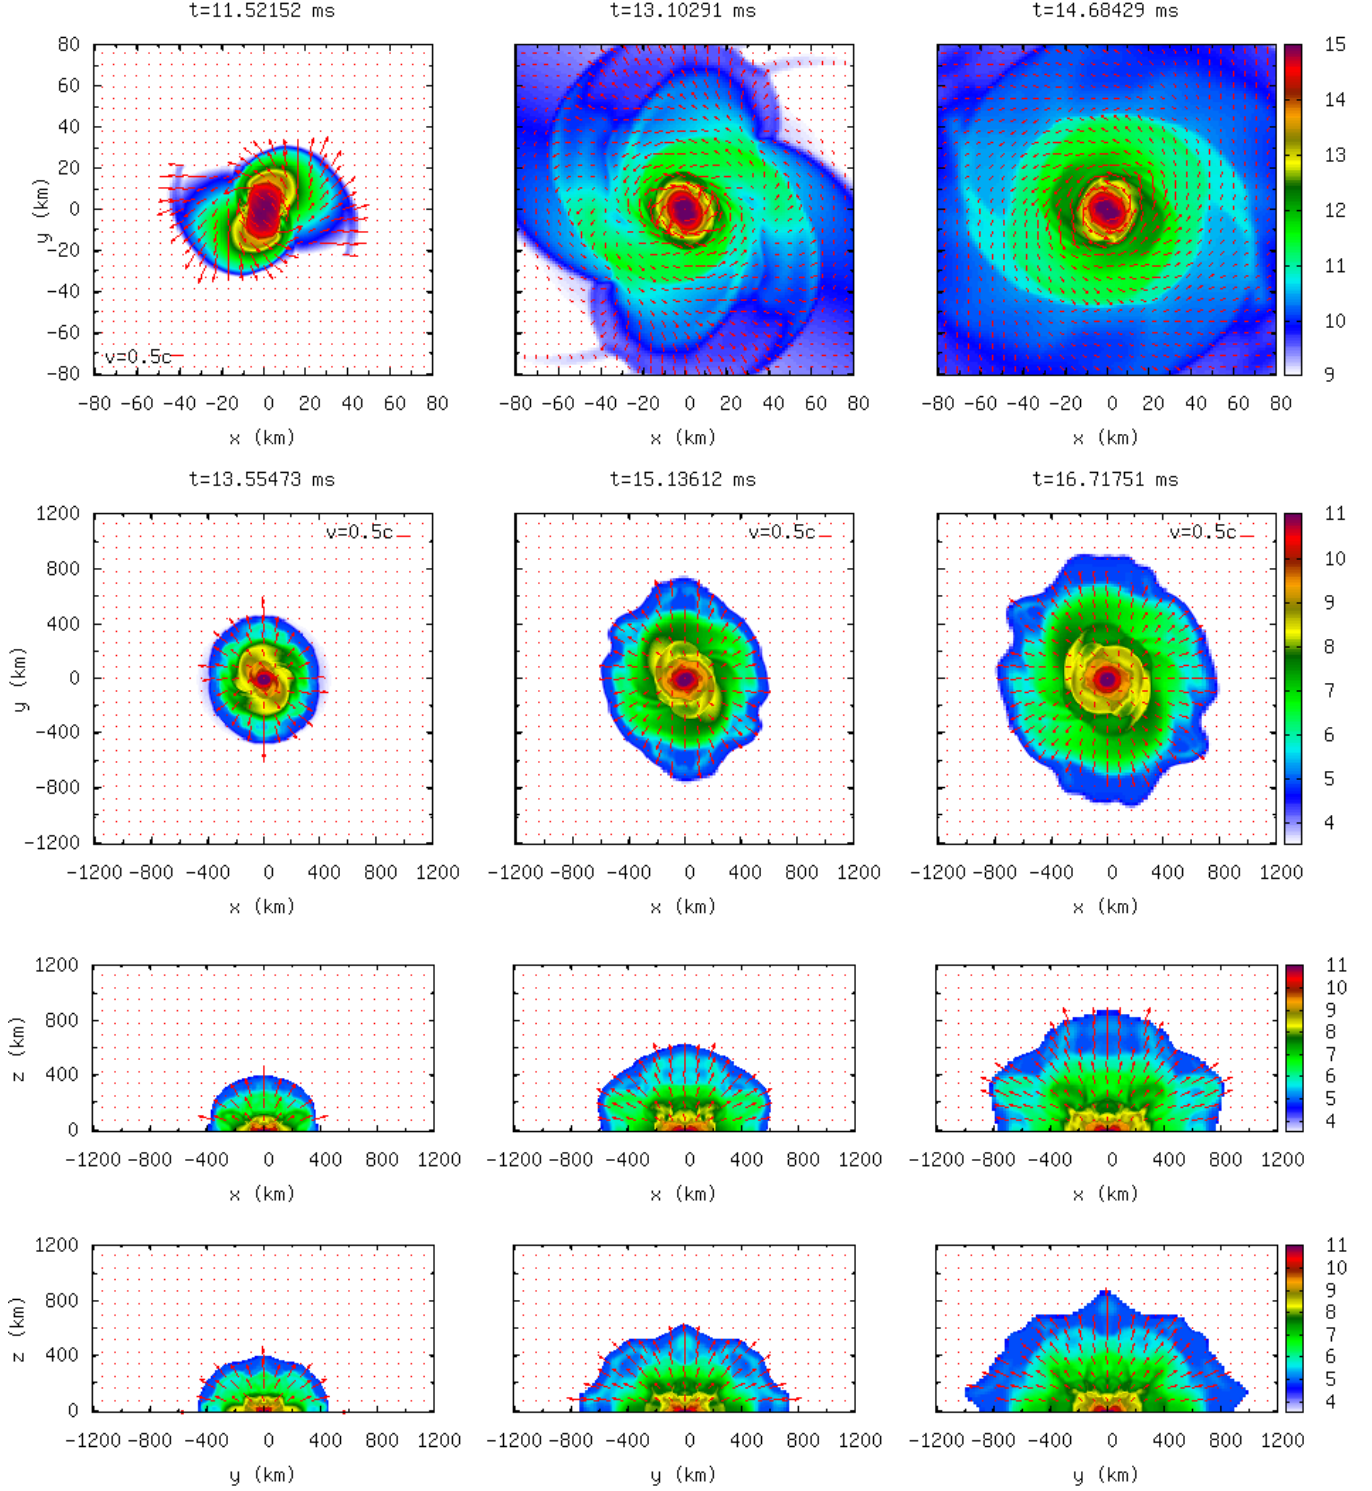 t=11.52152 ms t=13.10291 ms t=14.68429 ms
80 60 40 20 0 -20 -40 -60 -80
y (km)
v=0.5c
15 14 13 12 11 10 9
-80 -60 -40 -20 0 20 40 60 80 -80 -60 -40 -20 0 20 40 60 80 -80 -60 -40 -20 0 20 40 60 80
x (km) x (km) x (km)
t=13.55473 ms t=15.13612 ms t=16.71751 ms
1200 800 400 0 -400 -800 -1200
y (km)
v=0.5c v=0.5c v=0.5c
11 10 9 8 7 6 5 4
-1200 -800 -400 0 400 800 1200 -1200 -800 -400 0 400 800 1200 -1200 -800 -400 0 400 800 1200
x (km) x (km) x (km)
1200 800 400 0
z (km)
11 10 9 8 7 6 5 4
-1200 -800 -400 0 400 800 1200 -1200 -800 -400 0 400 800 1200 -1200 -800 -400 0 400 800 1200
x (km) x (km) x (km)
1200 800 400 0
z (km)
11 10 9 8 7 6 5 4
-1200 -800 -400 0 400 800 1200 -1200 -800 -400 0 400 800 1200 -1200 -800 -400 0 400 800 1200
y (km) y (km) y (km)